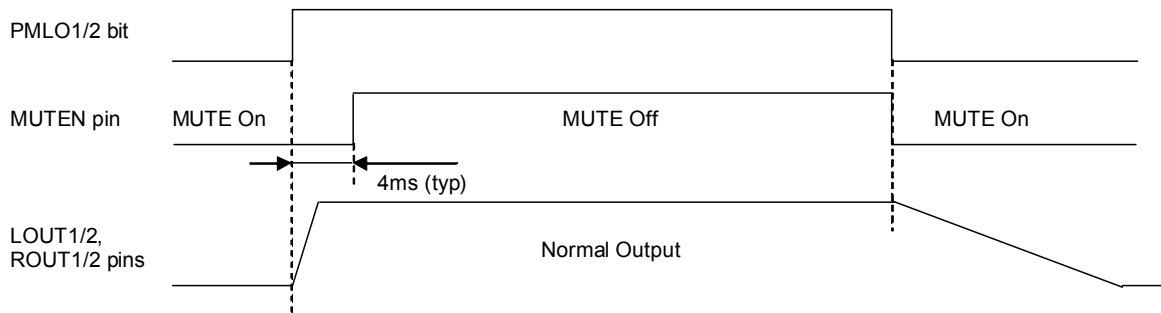 PMLO1/2 bit
MUTEN pin
MUTE On
MUTE Off
MUTE On
4ms (typ)
LOUT1/2,
ROUT1/2 pins
Normal Output